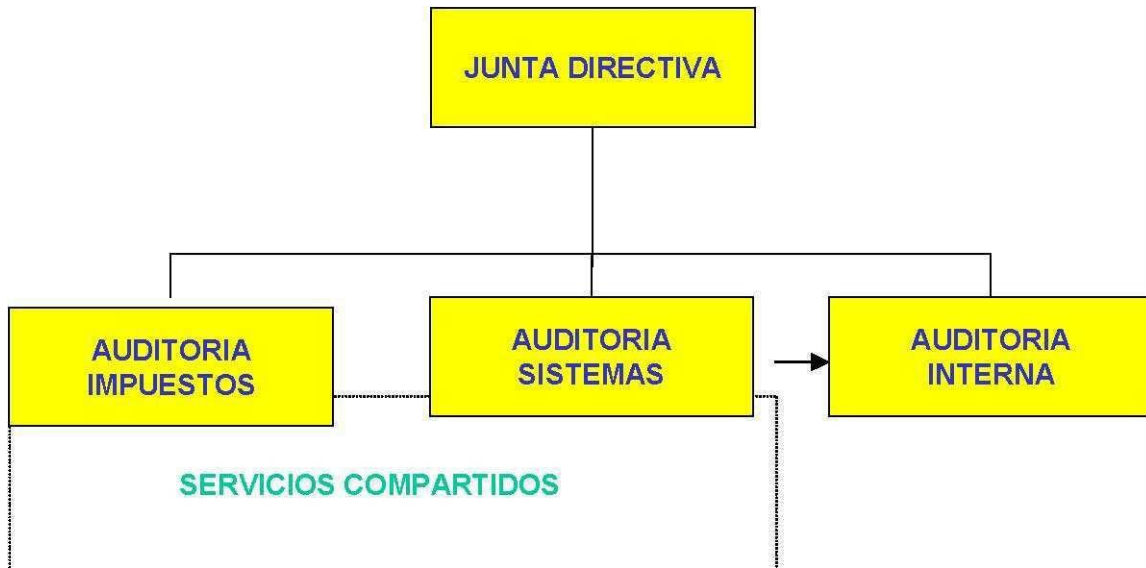 JUNTA DIRECTIVA
AUDITORIA
IMPUESTOS
AUDITORIA
SISTEMAS
AUDITORIA
INTERNA
SERVICIOS COMPARTIDOS